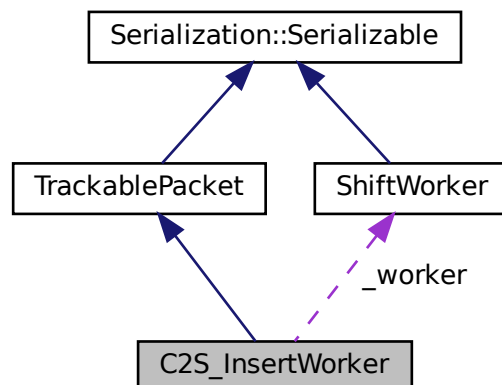 Serialization::Serializable
TrackablePacket
ShiftWorker
_worker
C2S_InsertWorker